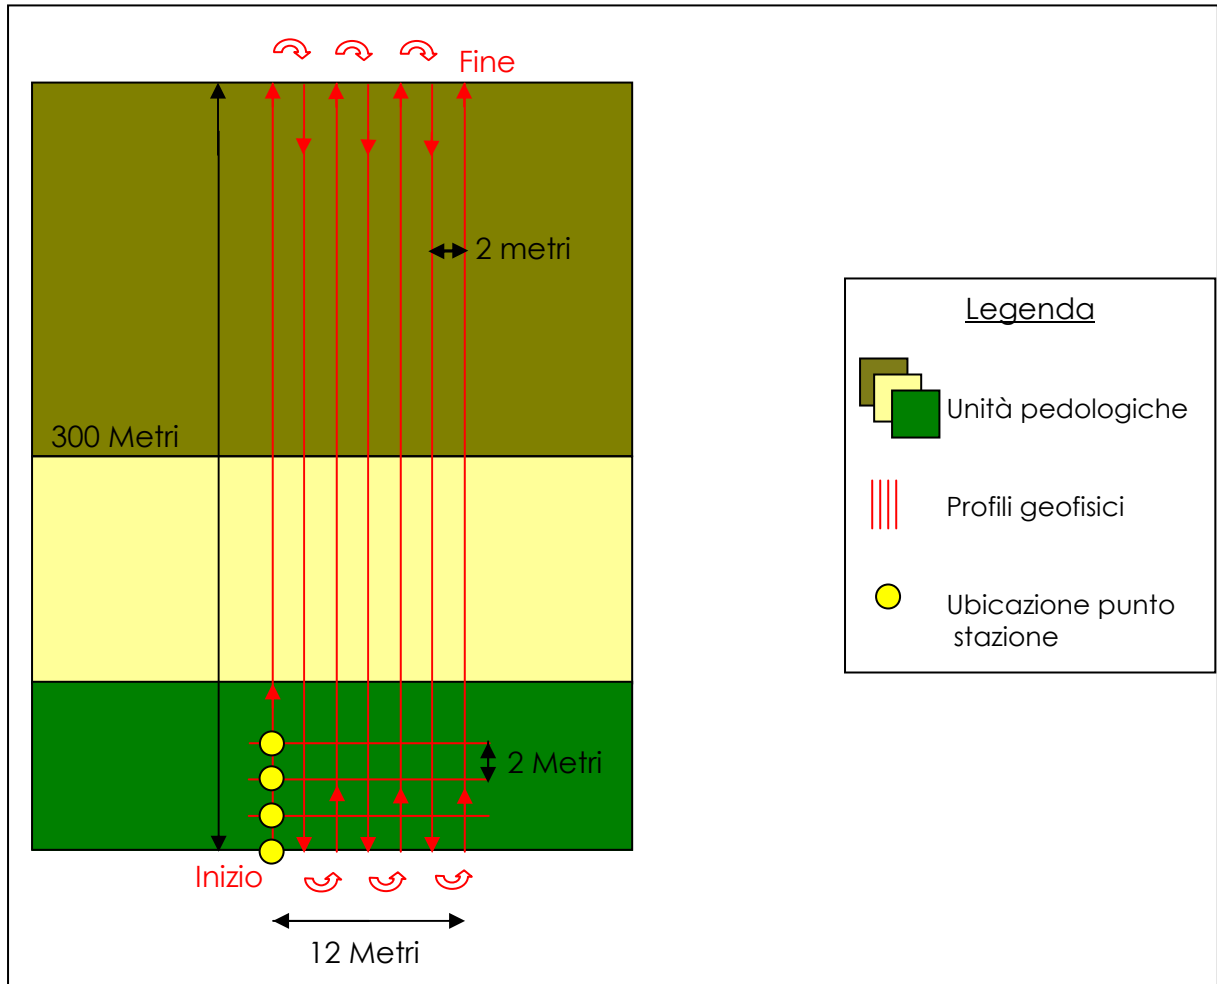 Fine
2 metri
300 Metri
2 Metri
Inizio
12 Metri
Legenda
Unità pedologiche
Profili geofisici
Ubicazione punto
stazione